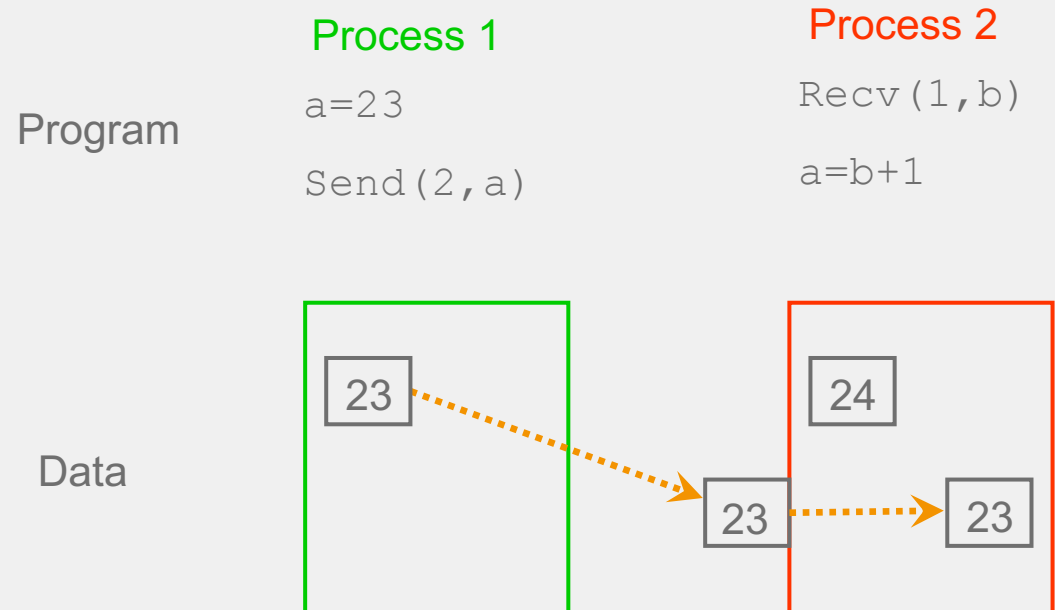 Process 1
Process 2
Program
a=23
Send(2,a)
Recv(1,b)
a=b+1
Data
23
24
23
23